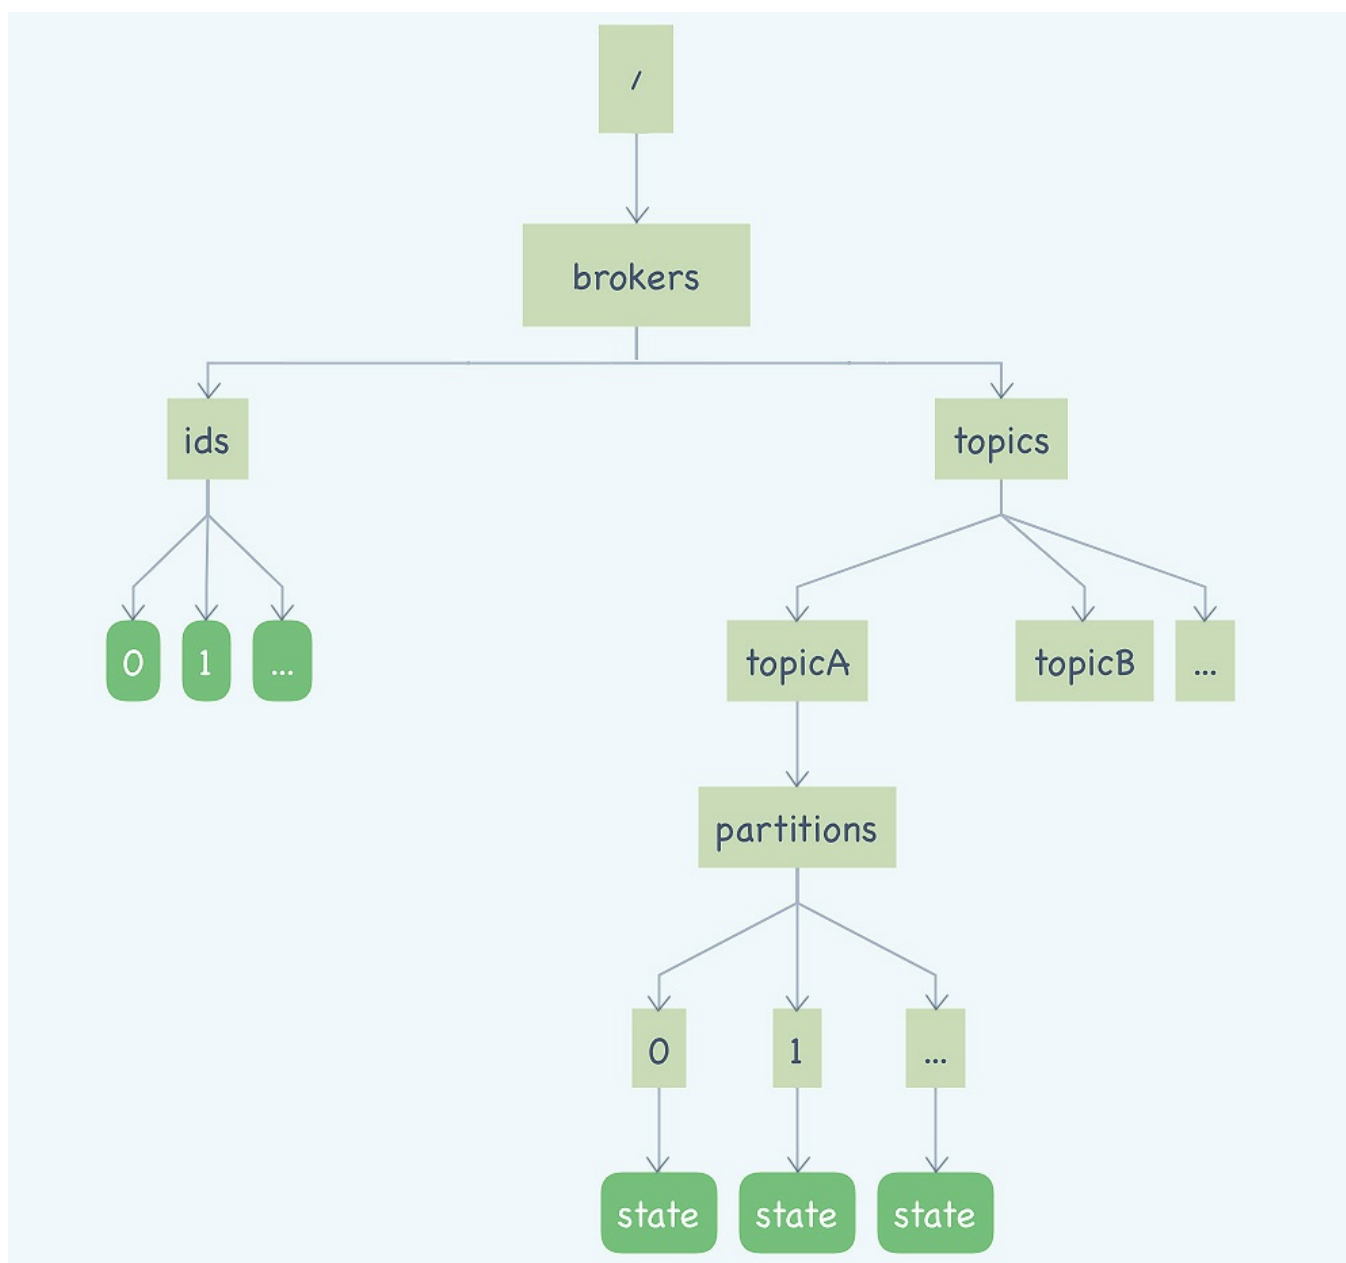 /
brokers
ids
topics
0
1
...
topicA
topicB
...
partitions
0
1
...
state
state
state